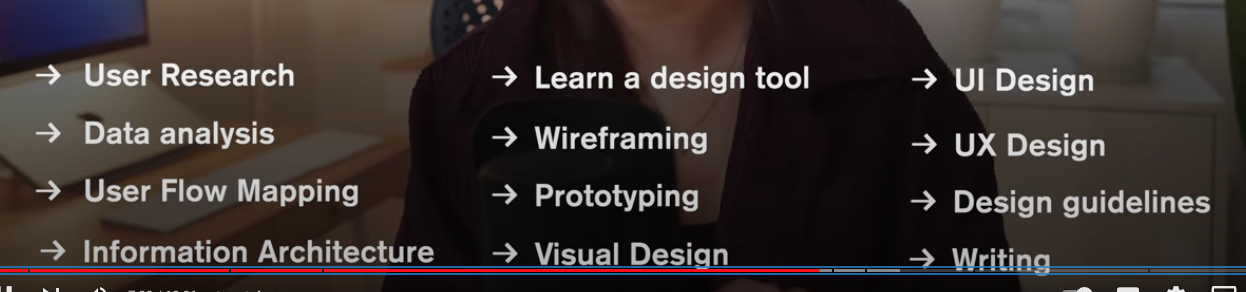 → User Research
→ Data analysis
→ User Flow Mapping
→ Information Architecture
→ Learn a design tool
→ Wireframing
→ Prototyping
→ Visual Design
→ UI Design
→ UX Design
→ Design guidelines
→ Writing